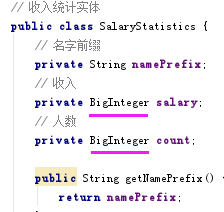 // 收入统计实体
public class SalaryStatistics {
// 名字前缀
private String namePrefix;
// 收入
private BigInteger salary;
// 人数
private BigInteger count;
public String getNamePrefix()
return namePrefix;